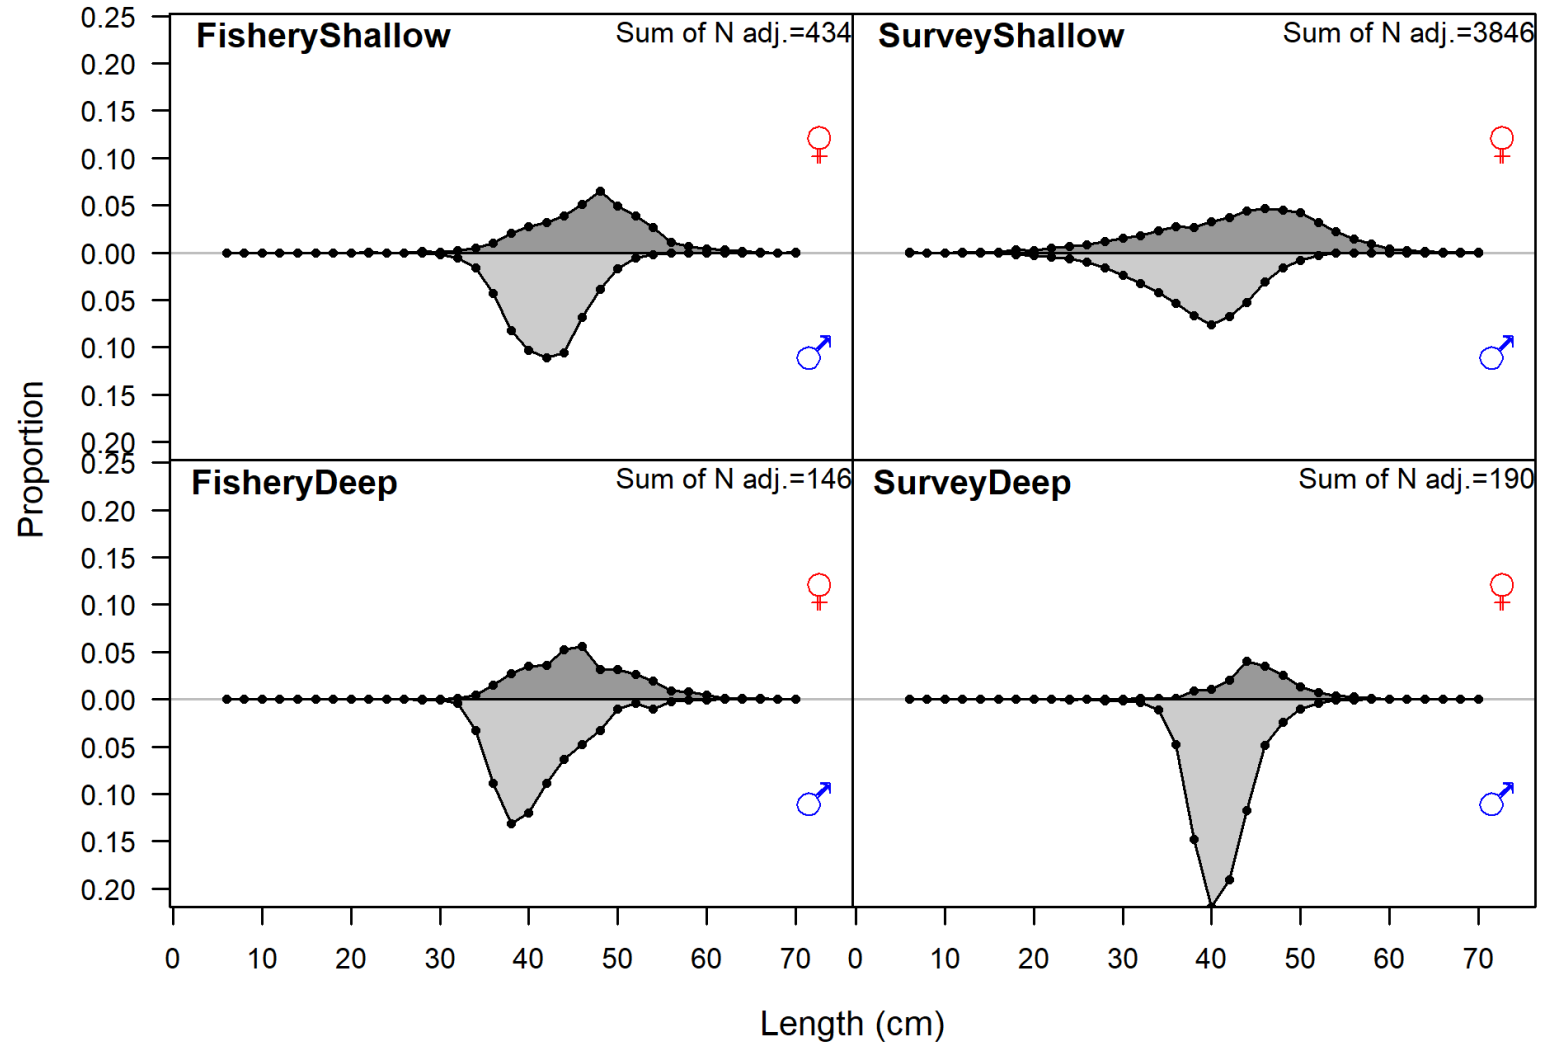 FisheryShallow
Sum of N adj.=434
SurveyShallow
Sum of N adj.=3846
0.25
0.20
0.15
0.10
0.05
0.00
0.05
0.10
0.15
0.20
♀
♂
♀
♂
FisheryDeep
Sum of N adj.=146
SurveyDeep
Sum of N adj.=190
0.25
0.20
0.15
0.10
0.05
0.00
0.05
0.10
0.15
0.20
♀
♂
♀
♂
Proportion
0 10 20 30 40 50 60 70 0 10 20 30 40 50 60 70
Length (cm)